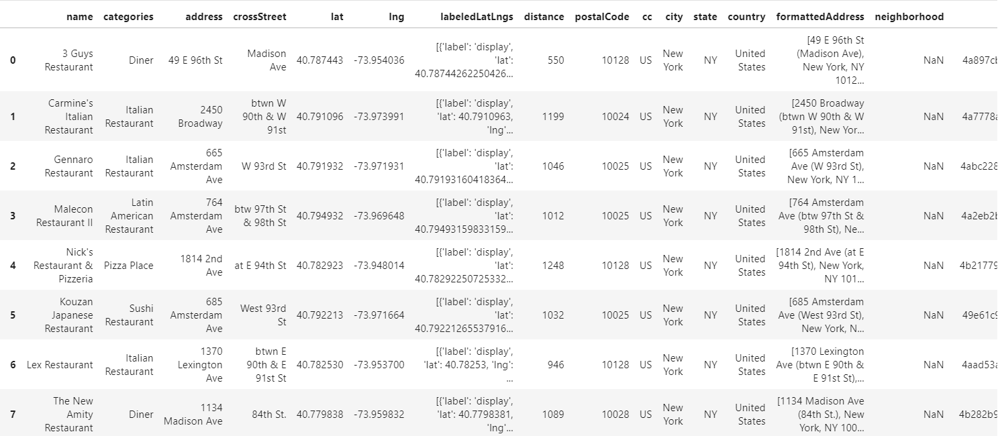 name categories address crossStreet lat lng labeledLatLngs distance postalCode cc city state country formattedAddress neighborhood
0 3 Guys Restaurant Diner 49 E 96th St Madison Ave 40.787443 -73.954036 [{'label': 'display', 'lat': 40.78744262250426... 550 10128 US New York NY United States [49 E 96th St (Madison Ave), New York, NY 1012... NaN 4a897cb
1 Carmine's Italian Restaurant Italian Restaurant 2450 Broadway btwn W 90th & W 91st 40.791096 -73.973991 [{'label': 'display', 'lat': 40.7910963, 'lng'... 1199 10024 US New York NY United States [2450 Broadway (btwn W 90th & W 91st), New Yor... NaN 4a7778a
2 Gennaro Restaurant Italian Restaurant 665 Amsterdam Ave W 93rd St 40.791932 -73.971931 [{'label': 'display', 'lat': 40.79193160418364... 1046 10025 US New York NY United States [665 Amsterdam Ave (W 93rd St), New York, NY 1... NaN 4abc228
3 Malecon Restaurant II Latin American Restaurant 764 Amsterdam Ave btw 97th St & 98th St 40.794932 -73.969648 [{'label': 'display', 'lat': 40.79493159833159... 1012 10025 US New York NY United States [764 Amsterdam Ave (btw 97th St & 98th St), Ne... NaN 4a2eb2b
4 Nick's Restaurant & Pizzeria Pizza Place 1814 2nd Ave at E 94th St 40.782923 -73.948014 [{'label': 'display', 'lat': 40.78292250725332... 1248 10128 US New York NY United States [1814 2nd Ave (at E 94th St), New York, NY 101... NaN 4b21779
5 Kouzan Japanese Restaurant Sushi Restaurant 685 Amsterdam Ave West 93rd St 40.792213 -73.971664 [{'label': 'display', 'lat': 40.79221265537916... 1032 10025 US New York NY United States [685 Amsterdam Ave (West 93rd St), New York, N... NaN 49e61c9
6 Lex Restaurant Italian Restaurant 1370 Lexington Ave btwn E 90th & E 91st St 40.782530 -73.953700 [{'label': 'display', 'lat': 40.78253, 'lng': ... 946 10128 US New York NY United States [1370 Lexington Ave (btwn E 90th & E 91st St),... NaN 4aad53a
7 The New Amity Restaurant Diner 1134 Madison Ave 84th St. 40.779838 -73.959832 [{'label': 'display', 'lat': 40.7798381, 'lng'... 1089 10028 US New York NY United States [1134 Madison Ave (84th St.), New York, NY 100... NaN 4b282b9